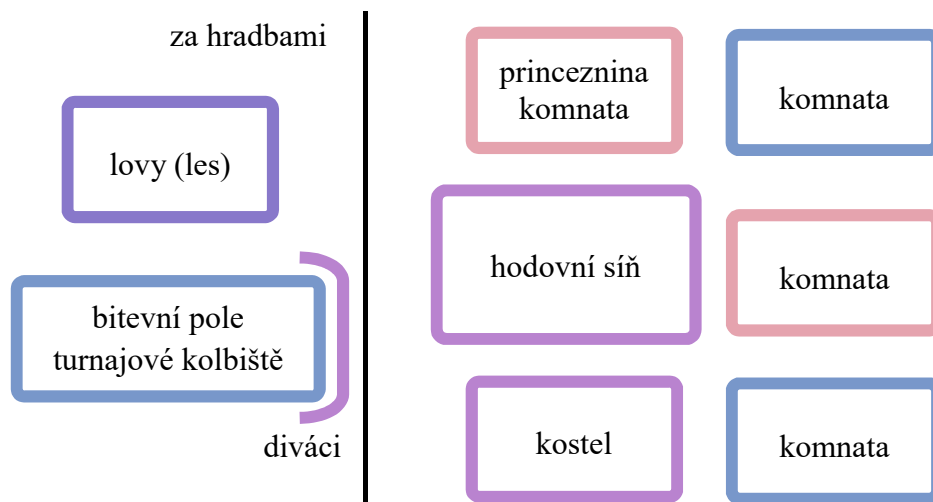 za hradbami
lovy (les)
bitevní pole
turnajové kolbiště
diváci
princeznina
komnata
komnata
hodovní síň
komnata
kostel
komnata